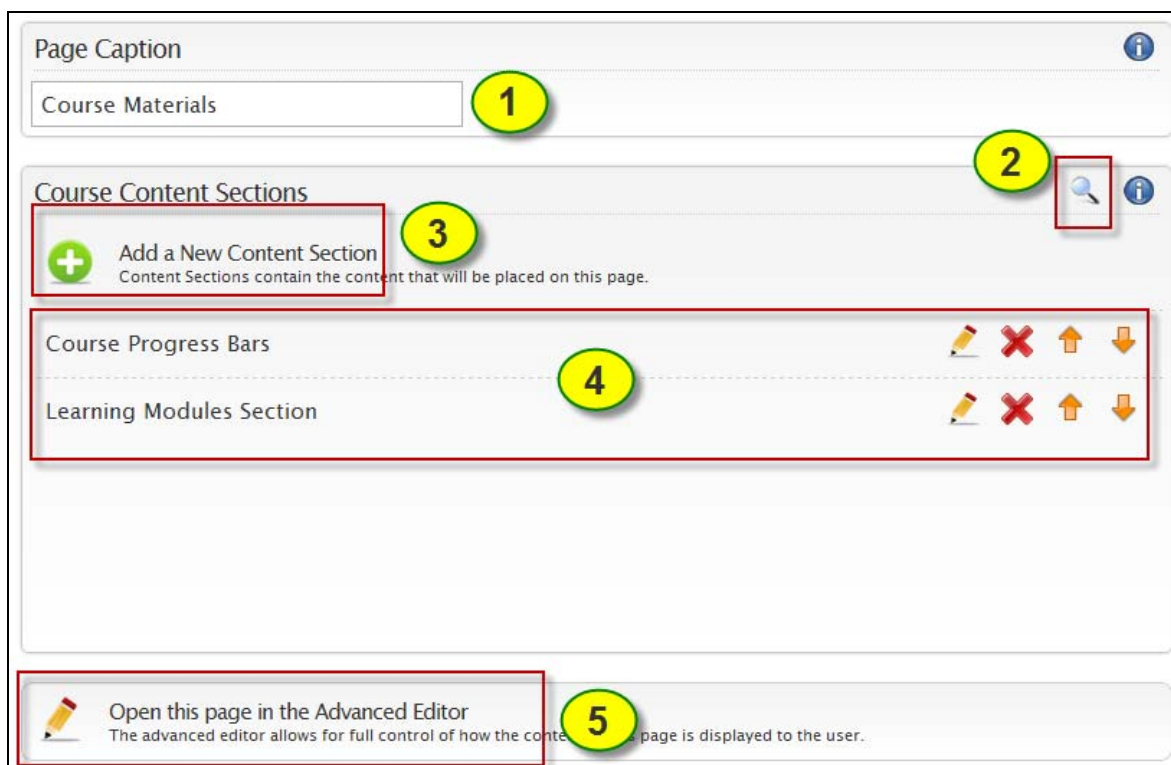 Page Caption
Course Materials
1
2
Course Content Sections
3
Add a New Content Section
Content Sections contain the content that will be placed on this page.
Course Progress Bars
4
Learning Modules Section
Open this page in the Advanced Editor
5
The advanced editor allows for full control of how the page is displayed to the user.